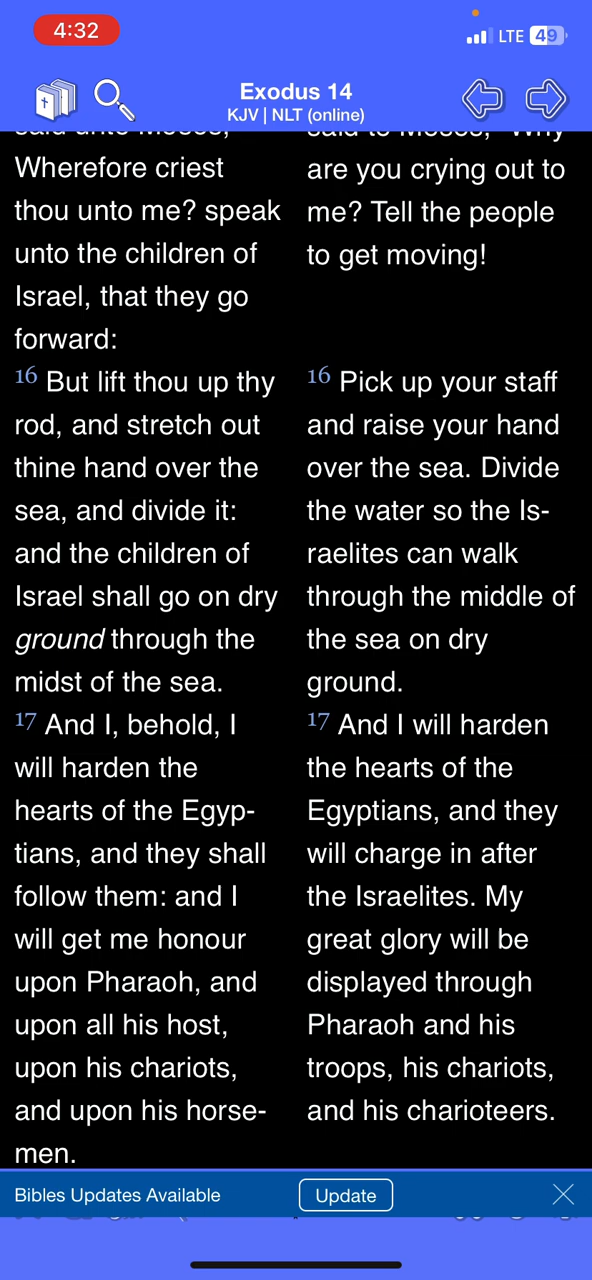 4:32
LTE 49
Exodus 14
KJV | NLT (online)
said unto Moses,
Wherefore criest
thou unto me? speak
unto the children of
Israel, that they go
forward:
16 But lift thou up thy
rod, and stretch out
thine hand over the
sea, and divide it:
and the children of
Israel shall go on dry
ground through the
midst of the sea.
17 And I, behold, I
will harden the
hearts of the Egyp-
tians, and they shall
follow them: and I
will get me honour
upon Pharaoh, and
upon all his host,
upon his chariots,
and upon his horse-
men.
said to Moses, "Why
are you crying out to
me? Tell the people
to get moving!
16 Pick up your staff
and raise your hand
over the sea. Divide
the water so the Is-
raelites can walk
through the middle of
the sea on dry
ground.
17 And I will harden
the hearts of the
Egyptians, and they
will charge in after
the Israelites. My
great glory will be
displayed through
Pharaoh and his
troops, his chariots,
and his charioteers.
Bibles Updates Available
Update